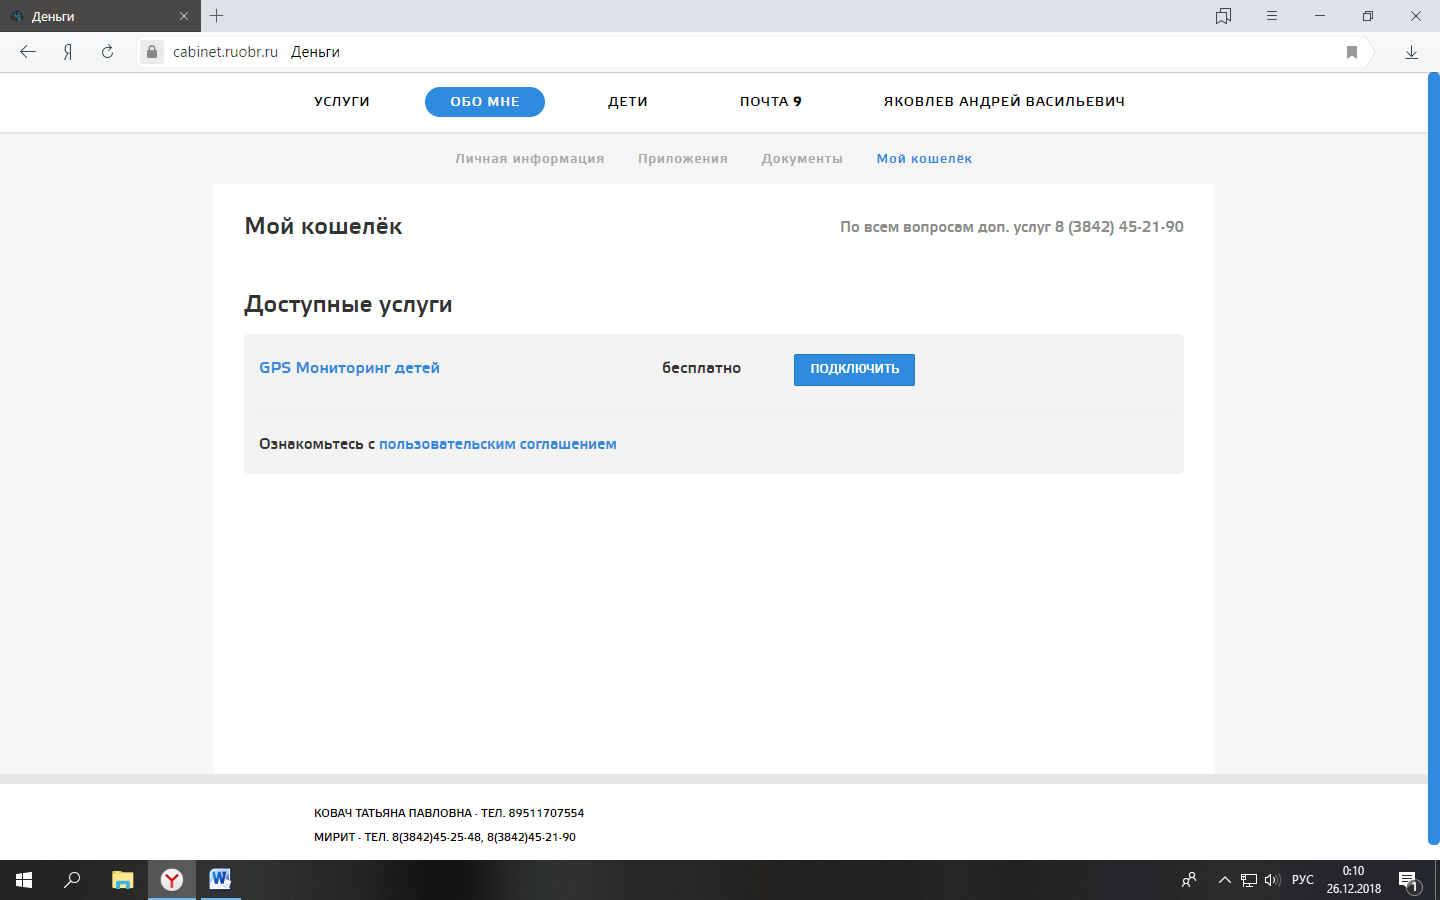 Деньги
cabinet.ruobr.ru Деньги
УСЛУГИ ОБО МНЕ ДЕТИ ПОЧТА 9 ЯКОВЛЕВ АНДРЕЙ ВАСИЛЬЕВИЧ
Личная информация Приложения Документы Мой кошелёк
Мой кошелёк По всем вопросам доп. услуг 8 (3842) 45-21-90
Доступные услуги
GPS Мониторинг детей бесплатно ПОДКЛЮЧИТЬ
Ознакомьтесь с пользовательским соглашением
КОВАЧ ТАТЬЯНА ПАВЛОВНА - ТЕЛ. 89511707554
МИРИТ - ТЕЛ. 8(3842)45-25-48, 8(3842)45-21-90
РУС 0:10
26.12.2018 1